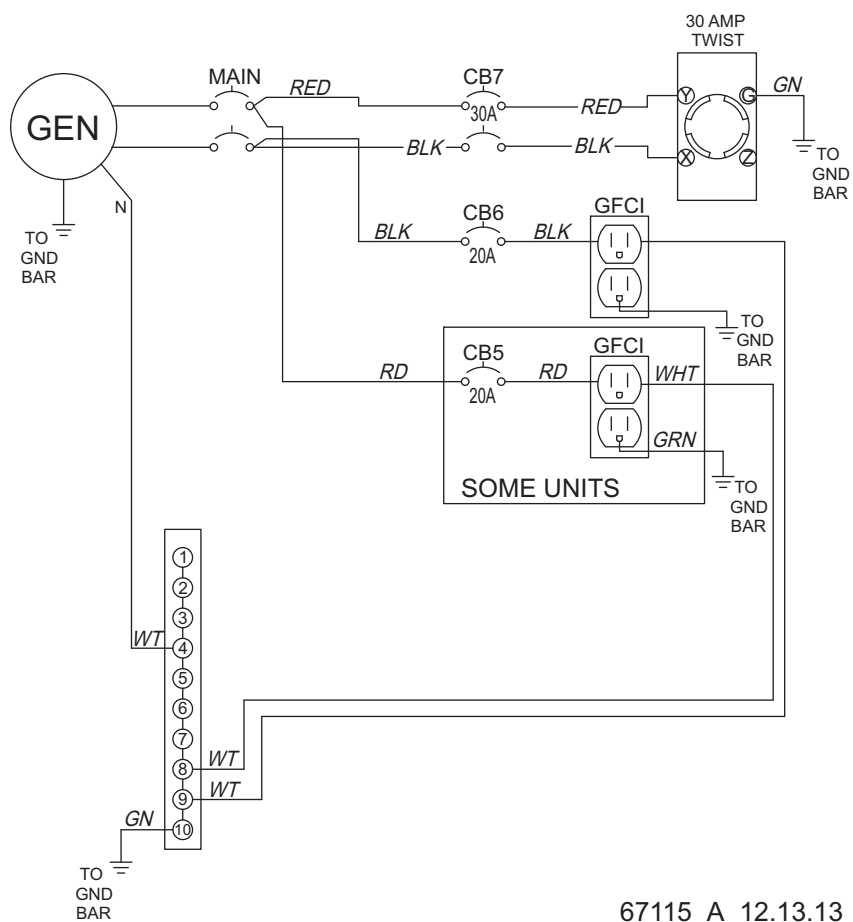 30 AMP
TWIST
MAIN
RED
CB7
30A
RED
Y
G
GN
GEN
BLK
BLK
X
Z
TO
GND
BAR
N
TO
GND
BAR
CB6
20A
BLK
BLK
GFCI
TO
GND
BAR
CB5
20A
RD
RD
GFCI
WHT
GRN
SOME UNITS
TO
GND
BAR
1
2
3
WT
4
5
6
7
8
WT
9
WT
GN
10
TO
GND
BAR
67115 A 12.13.13